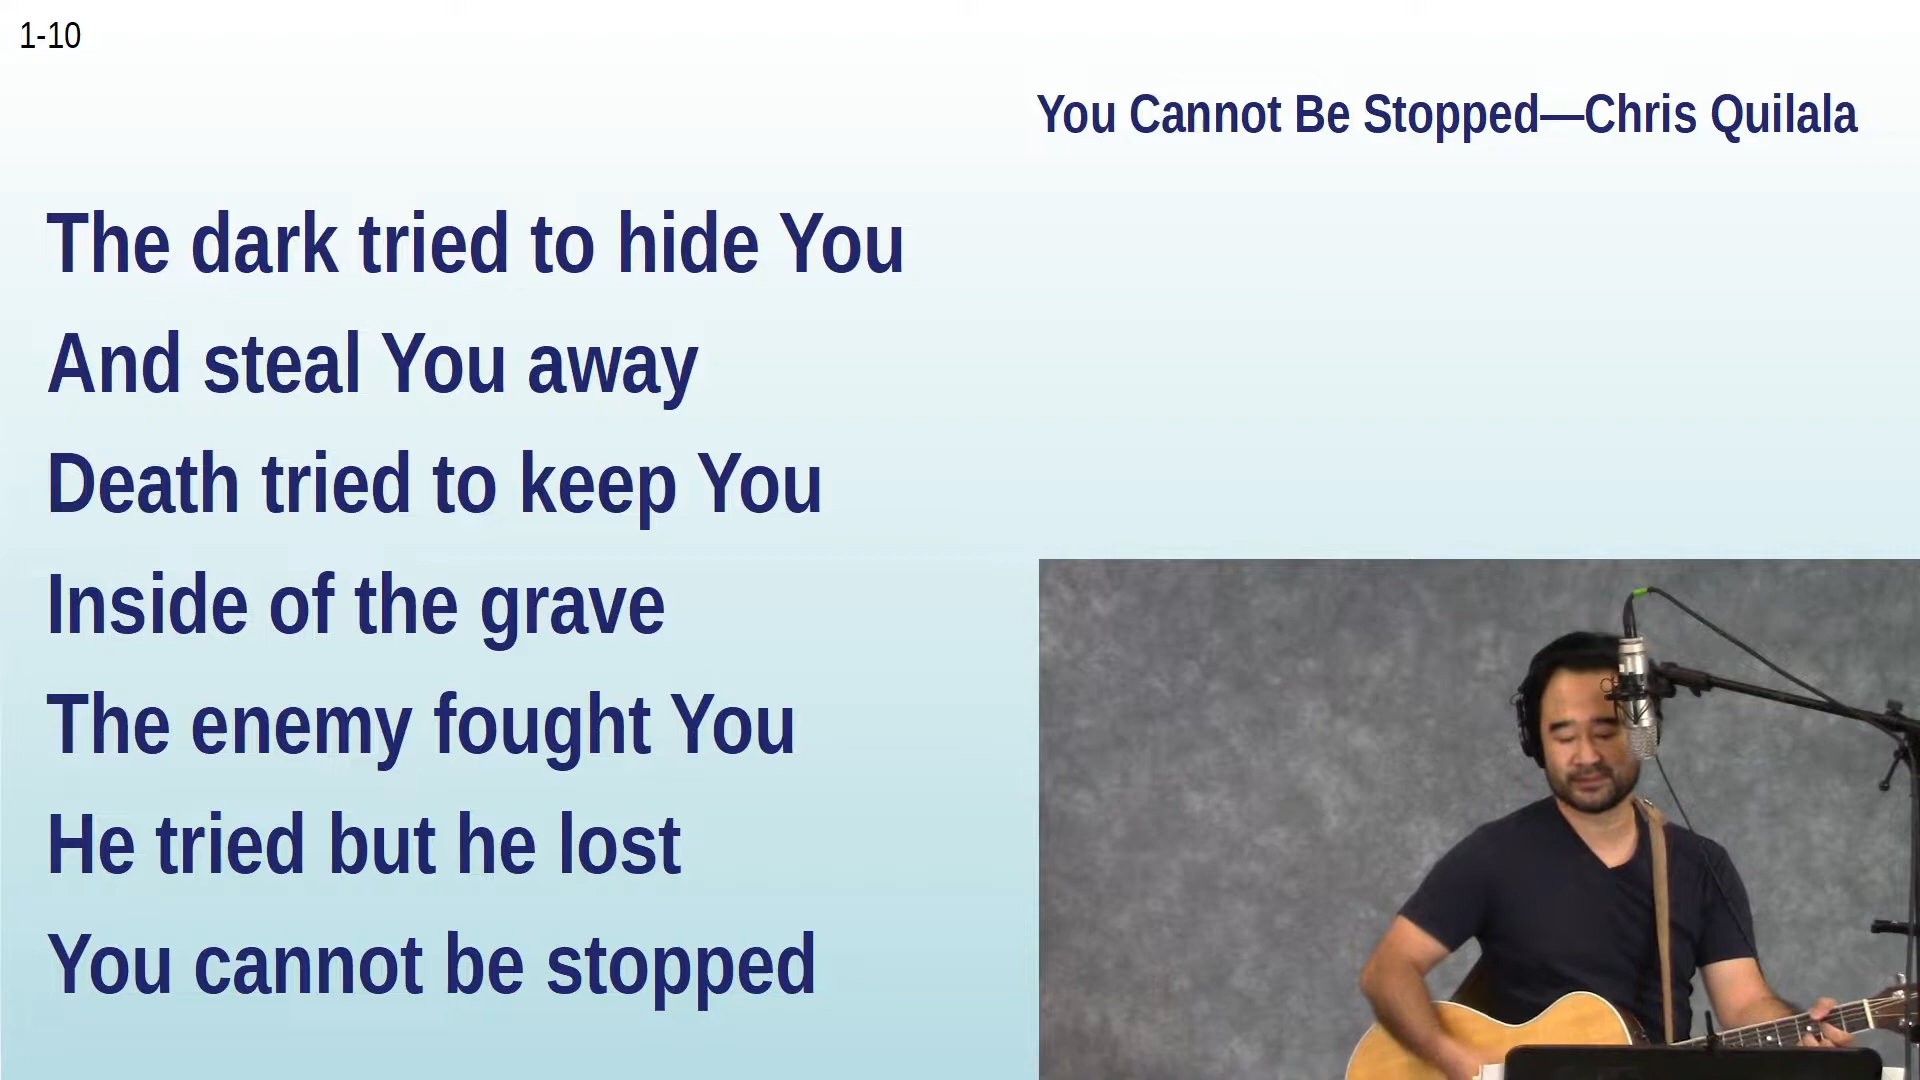 1-10
You Cannot Be Stopped—Chris Quilala
The dark tried to hide You
And steal You away
Death tried to keep You
Inside of the grave
The enemy fought You
He tried but he lost
You cannot be stopped